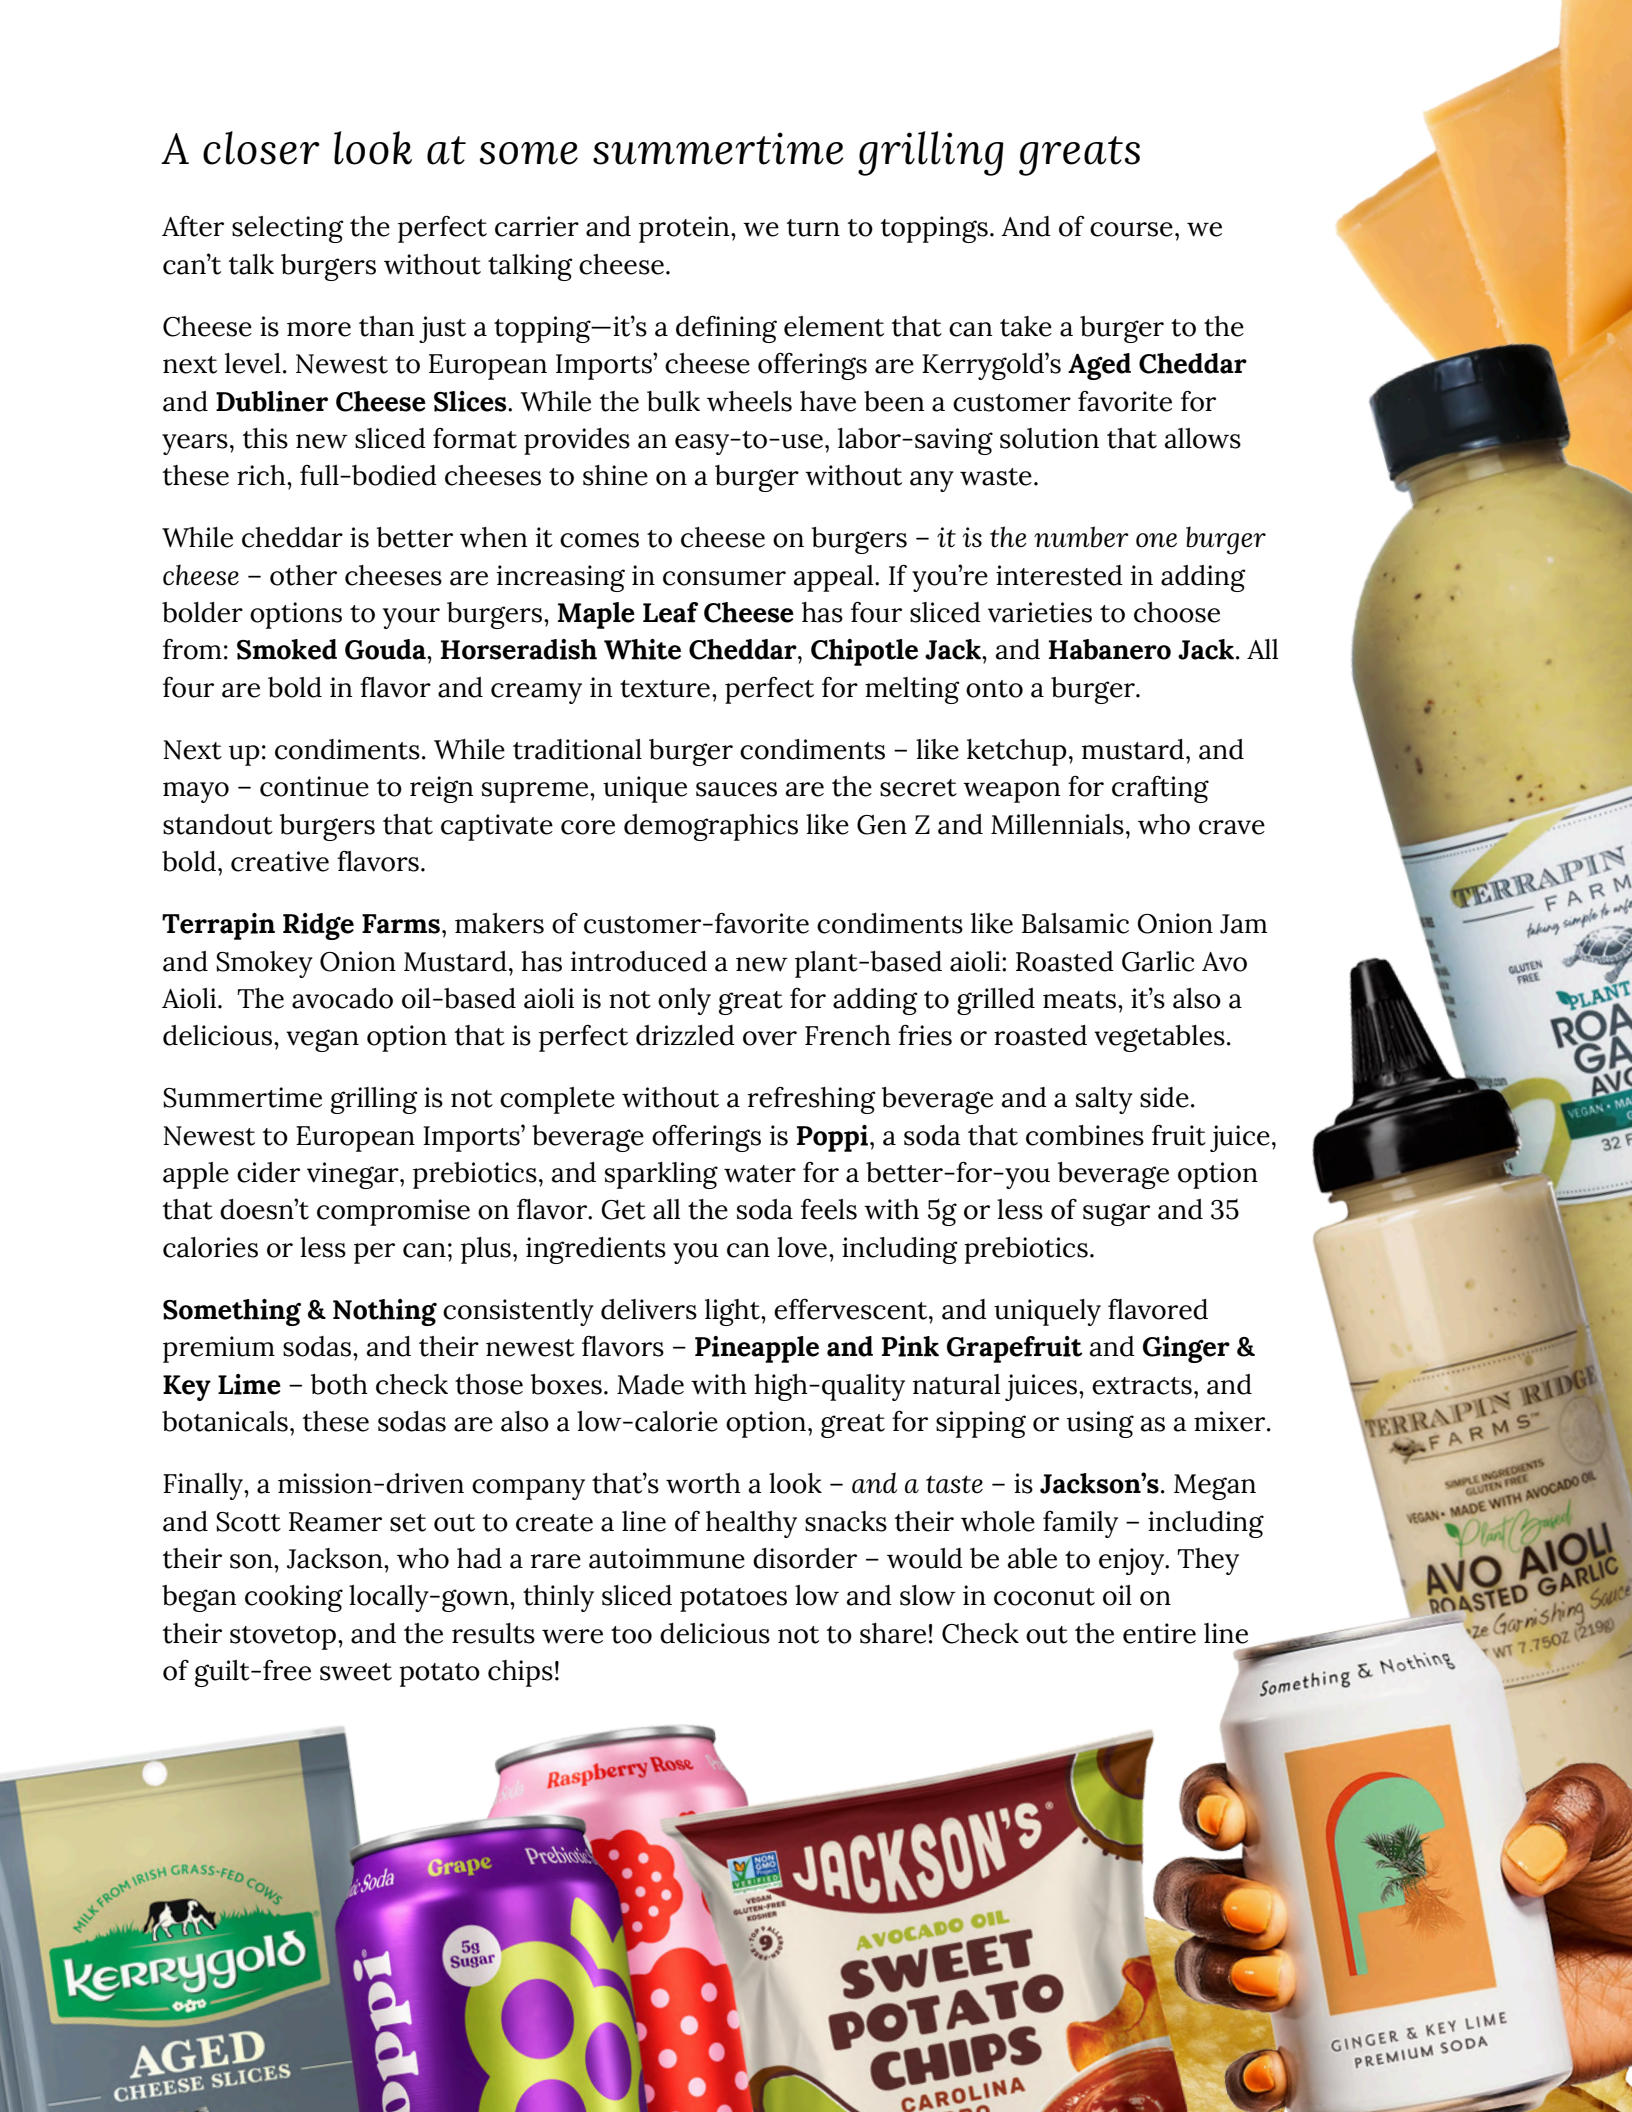 A closer look at some summertime grilling greats
After selecting the perfect carrier and protein, we turn to toppings. And of course, we
can't talk burgers without talking cheese.
Cheese is more than just a topping—it's a defining element that can take a burger to the
next level. Newest to European Imports' cheese offerings are Kerrygold's Aged Cheddar
and Dubliner Cheese Slices. While the bulk wheels have been a customer favorite for
years, this new sliced format provides an easy-to-use, labor-saving solution that allows
these rich, full-bodied cheeses to shine on a burger without any waste.
While cheddar is better when it comes to cheese on burgers – it is the number one burger
cheese – other cheeses are increasing in consumer appeal. If you're interested in adding
bolder options to your burgers, Maple Leaf Cheese has four sliced varieties to choose
from: Smoked Gouda, Horseradish White Cheddar, Chipotle Jack, and Habanero Jack. All
four are bold in flavor and creamy in texture, perfect for melting onto a burger.
Next up: condiments. While traditional burger condiments – like ketchup, mustard, and
mayo – continue to reign supreme, unique sauces are the secret weapon for crafting
standout burgers that captivate core demographics like Gen Z and Millennials, who crave
bold, creative flavors.
Terrapin Ridge Farms, makers of customer-favorite condiments like Balsamic Onion Jam
and Smokey Onion Mustard, has introduced a new plant-based aioli: Roasted Garlic Avo
Aioli.  The avocado oil-based aioli is not only great for adding to grilled meats, it's also a
delicious, vegan option that is perfect drizzled over French fries or roasted vegetables.
Summertime grilling is not complete without a refreshing beverage and a salty side.
Newest to European Imports' beverage offerings is Poppi, a soda that combines fruit juice,
apple cider vinegar, prebiotics, and sparkling water for a better-for-you beverage option
that doesn't compromise on flavor. Get all the soda feels with 5g or less of sugar and 35
calories or less per can; plus, ingredients you can love, including prebiotics.
Something & Nothing consistently delivers light, effervescent, and uniquely flavored
premium sodas, and their newest flavors – Pineapple and Pink Grapefruit and Ginger &
Key Lime – both check those boxes. Made with high-quality natural juices, extracts, and
botanicals, these sodas are also a low-calorie option, great for sipping or using as a mixer.
Finally, a mission-driven company that's worth a look – and a taste – is Jackson's. Megan
and Scott Reamer set out to create a line of healthy snacks their whole family – including
their son, Jackson, who had a rare autoimmune disorder – would be able to enjoy. They
began cooking locally-gown, thinly sliced potatoes low and slow in coconut oil on
their stovetop, and the results were too delicious not to share! Check out the entire line
of guilt-free sweet potato chips!
TERRAPIN
FARM
taking simple to
GLUTEN
FREE
PLANT
ROA
GA
AVO
VEGAN • MA
32 F
TERRAPIN RIDGE
FARMS™
SIMPLE INGREDIENTS
GLUTEN FREE
VEGAN • MADE WITH AVOCADO OIL
Plant Based
AVO AIOLI
ROASTED GARLIC
ze Garnishing Sauce
WT 7.75OZ (219g)
Something & Nothing
GINGER & KEY LIME
PREMIUM SODA
MILK FROM IRISH GRASS-FED COWS
Kerrygold
AGED
CHEESE SLICES
Raspberry Rose
Soda
Grape
Prebiotic
5g
Sugar
oppi
JACKSON'S®
NON
GMO
Project
VERIFIED
VEGAN
GLUTEN-FREE
KOSHER
9
AVOCADO OIL
SWEET
POTATO
CHIPS
CAROLINA